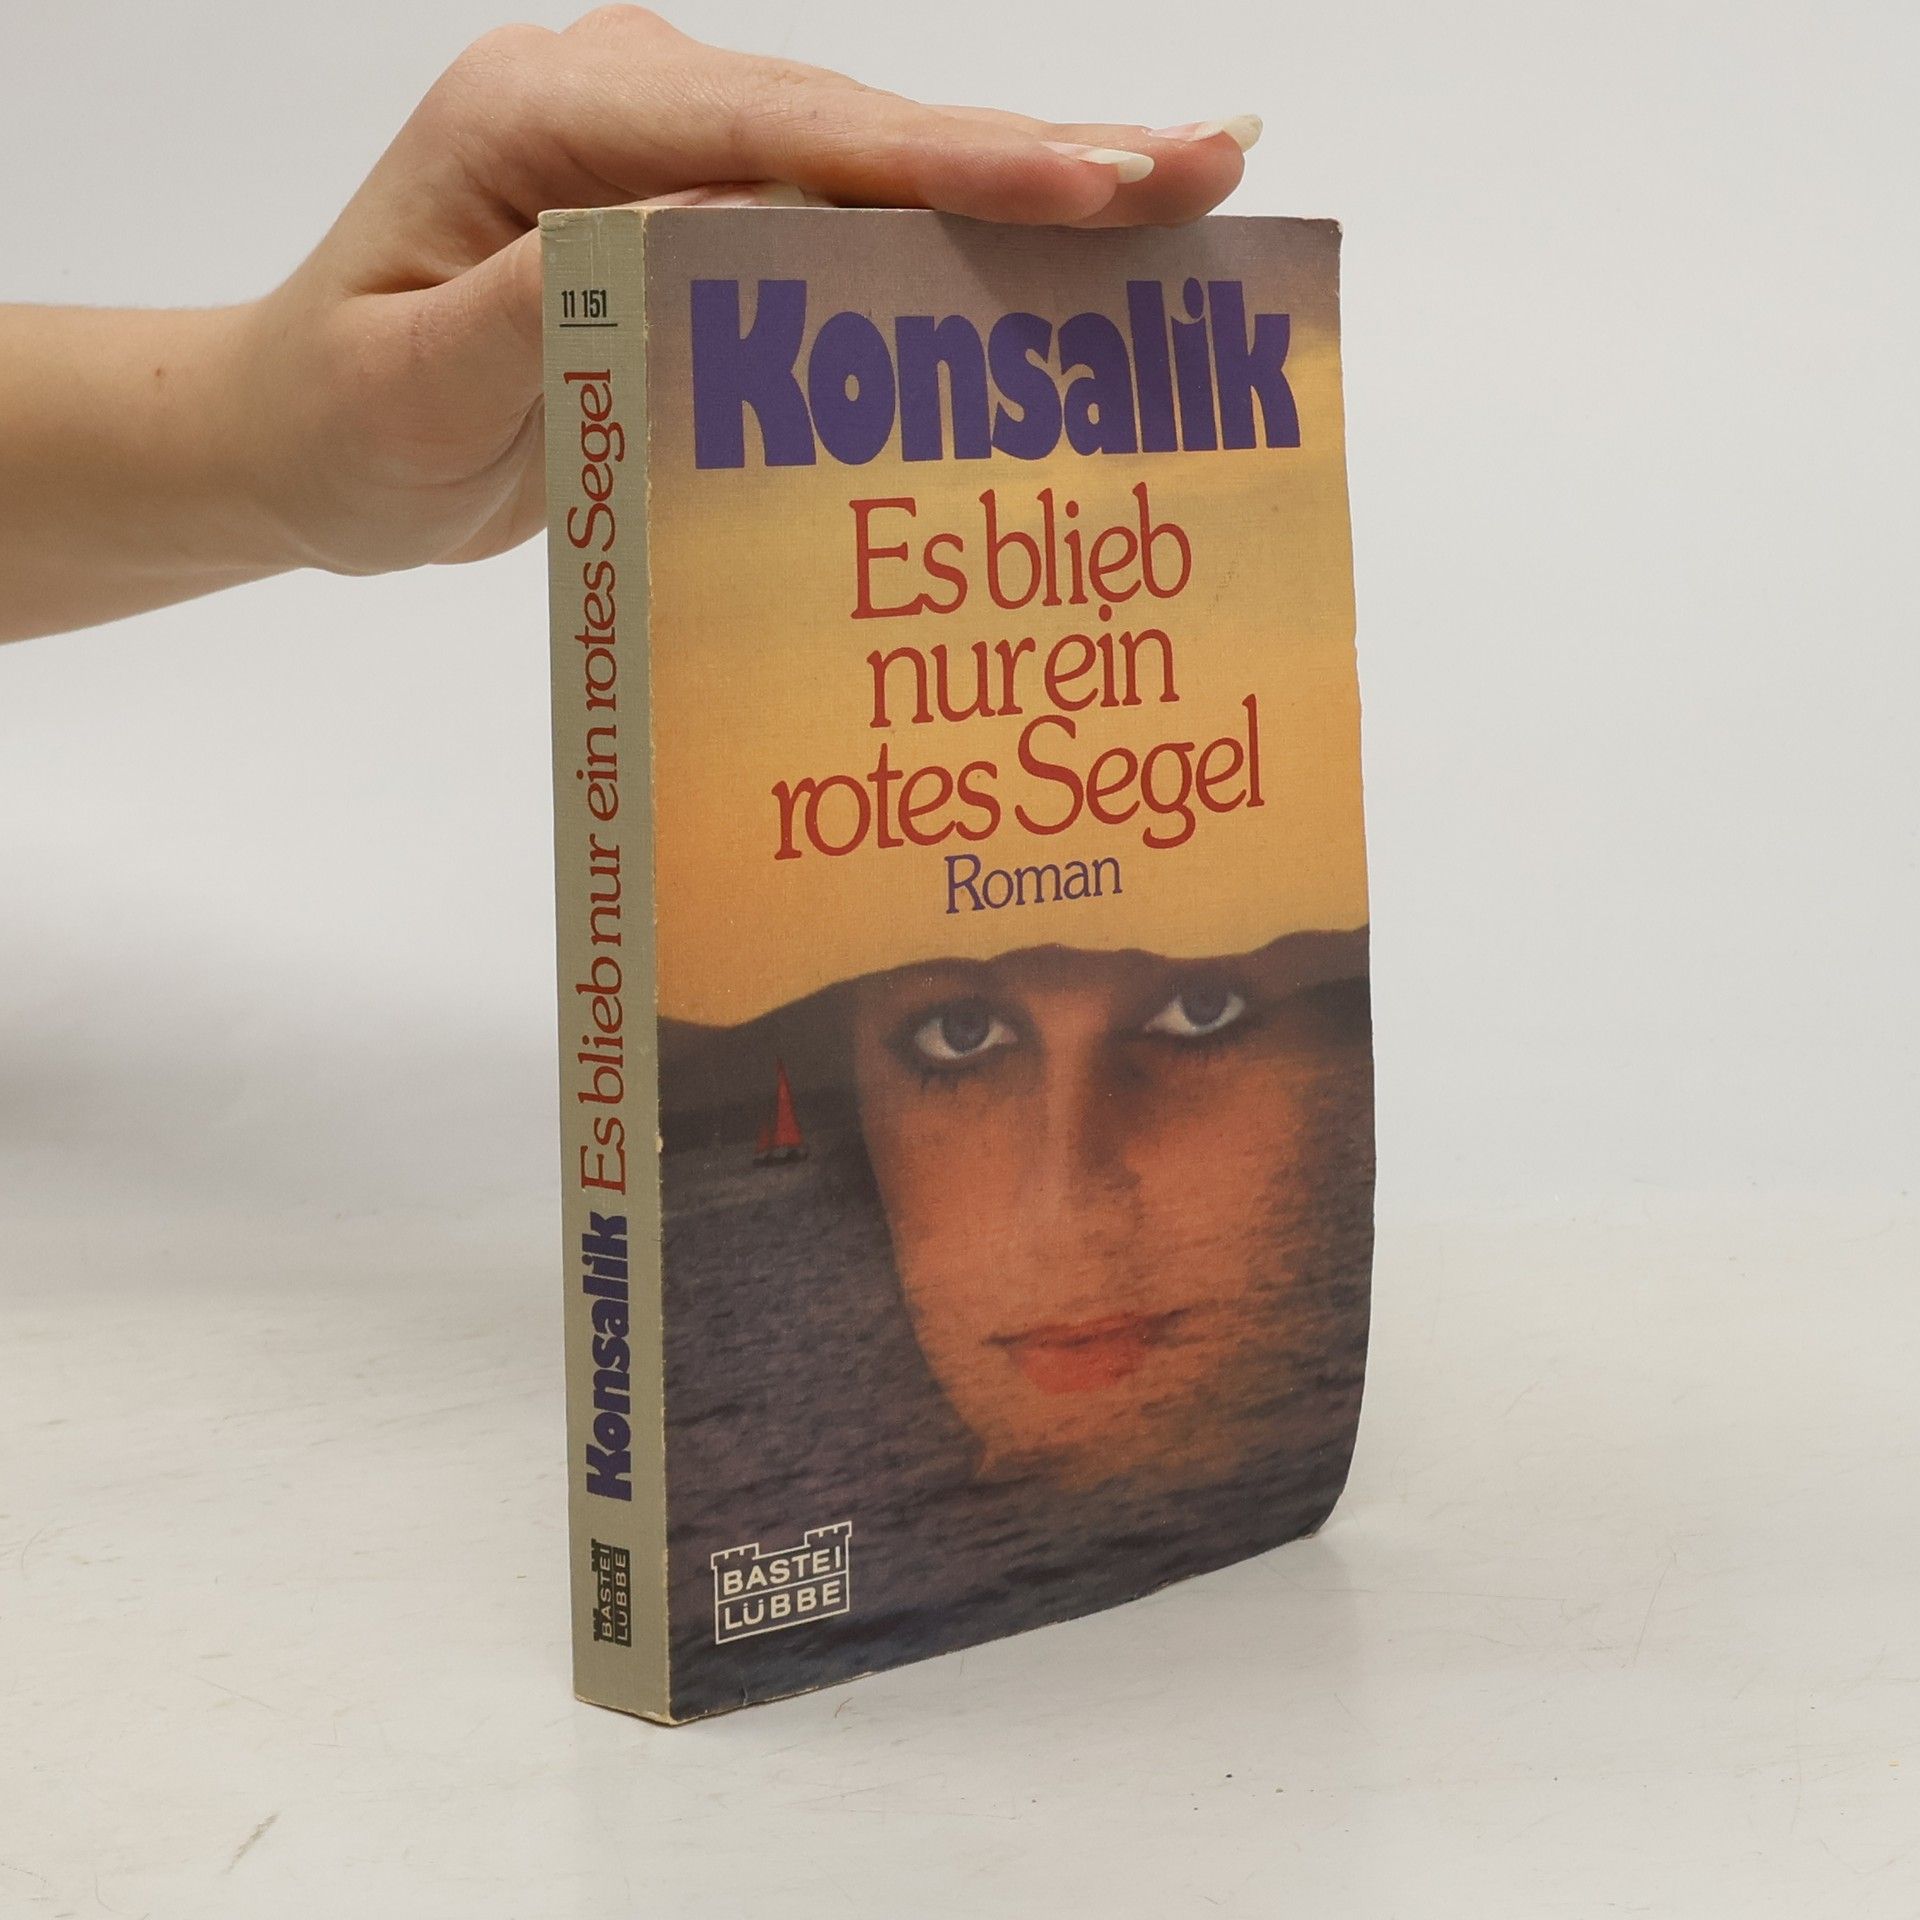 11 151
Konsalik Es blieb nur ein rotes Segel
BASTEI
LÜBBE
Konsalik
Es blieb
nur ein
rotes Segel
Roman
BASTEI
LÜBBE